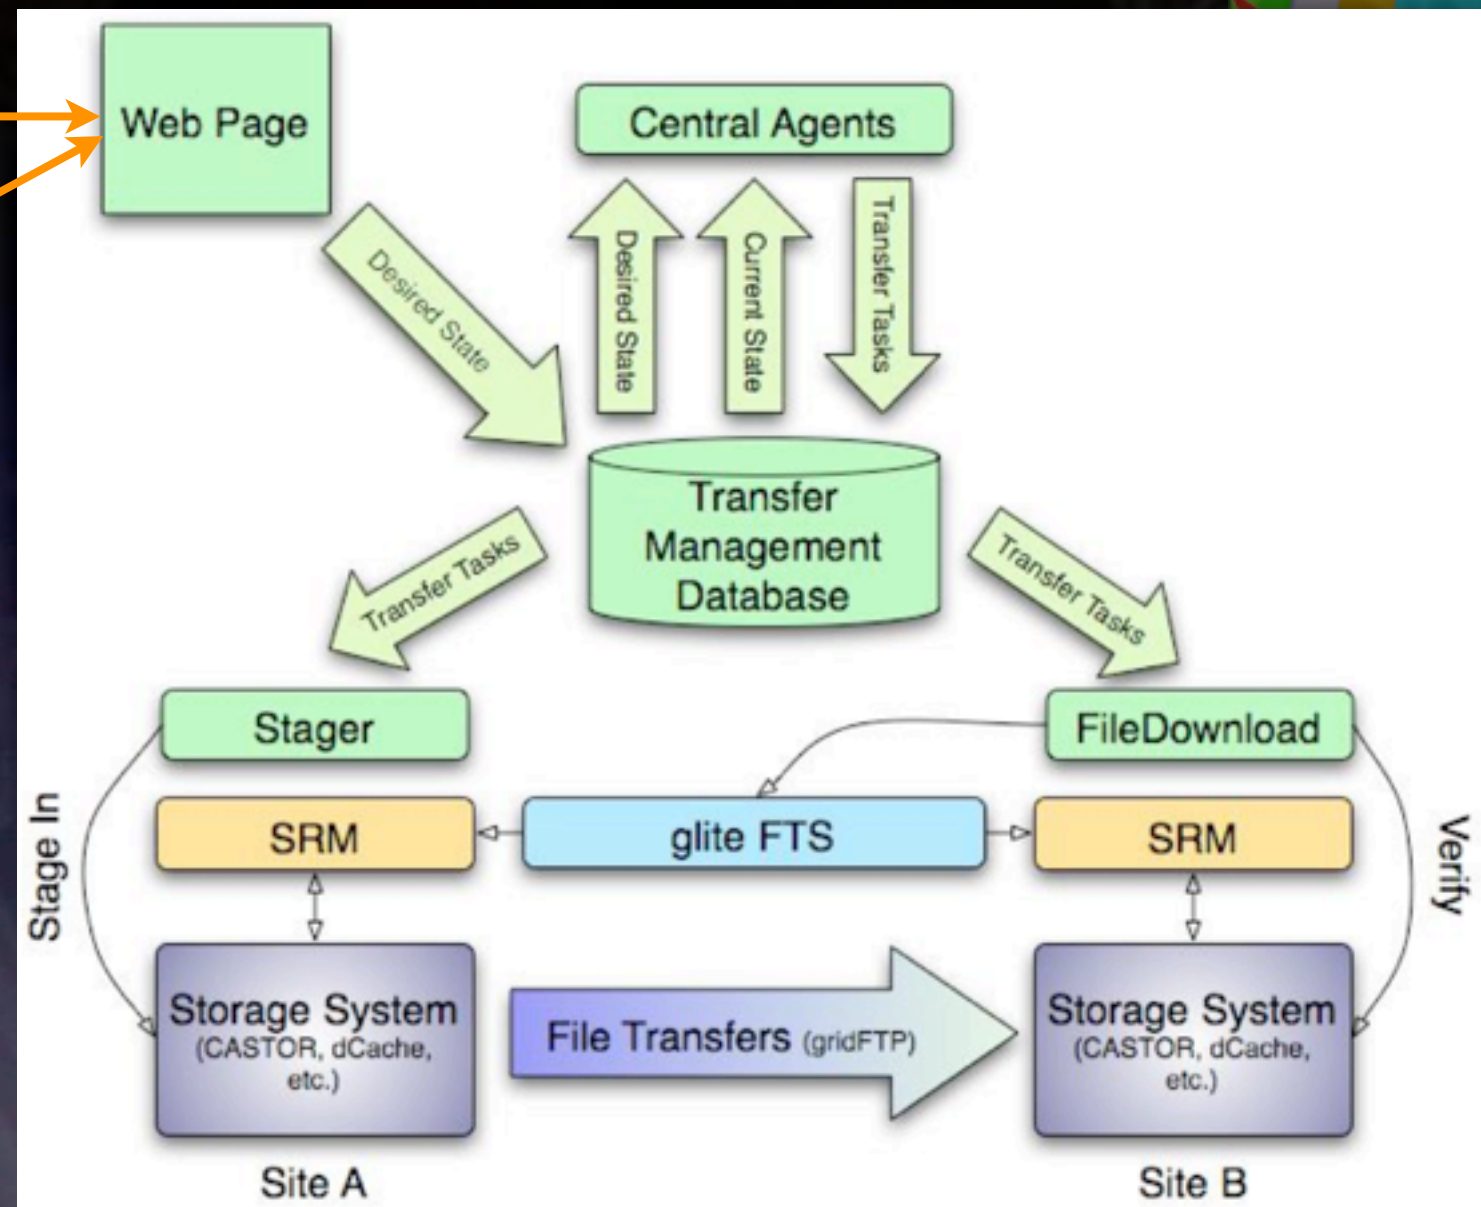 Web Page
Central Agents
Desired State
Desired State
Current State
Transfer Tasks
Transfer
Management
Database
Transfer Tasks
Transfer Tasks
Stager
FileDownload
Stage In
SRM
glite FTS
SRM
Verify
Storage System
(CASTOR, dCache,
etc.)
File Transfers (gridFTP)
Storage System
(CASTOR, dCache,
etc.)
Site A
Site B